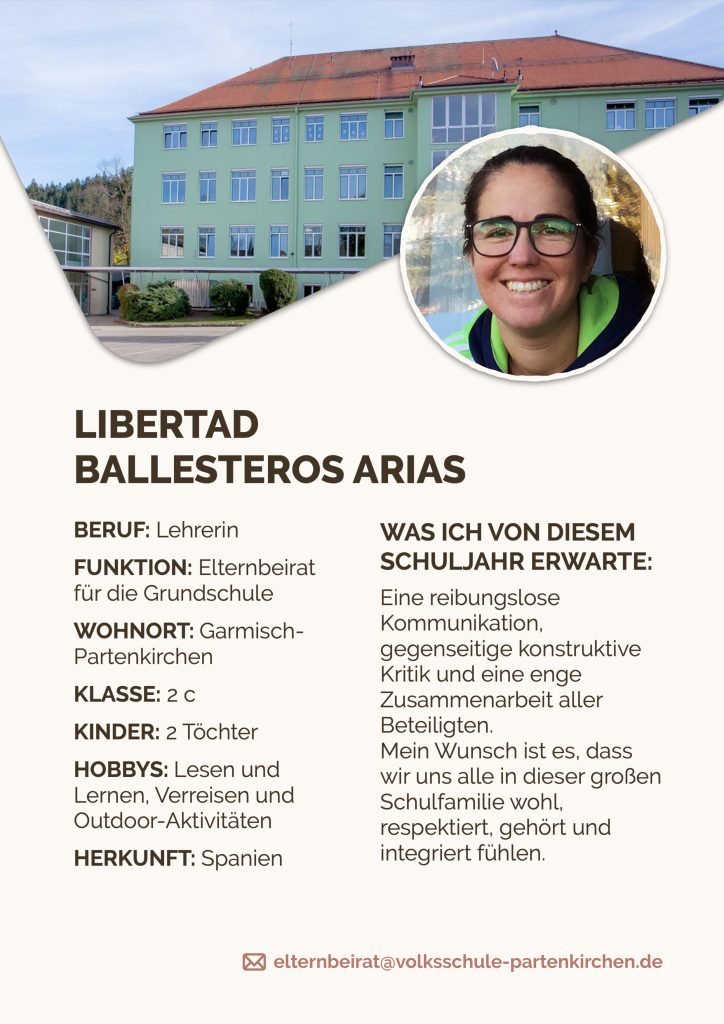 LIBERTAD
BALLESTEROS ARIAS
BERUF: Lehrerin
FUNKTION: Elternbeirat
für die Grundschule
WOHNORT: Garmisch-
Partenkirchen
KLASSE: 2 c
KINDER: 2 Töchter
HOBBYS: Lesen und
Lernen, Verreisen und
Outdoor-Aktivitäten
HERKUNFT: Spanien
WAS ICH VON DIESEM
SCHULJAHR ERWARTE:
Eine reibungslose
Kommunikation,
gegenseitige konstruktive
Kritik und eine enge
Zusammenarbeit aller
Beteiligten.
Mein Wunsch ist es, dass
wir uns alle in dieser großen
Schulfamilie wohl,
respektiert, gehört und
integriert fühlen.
elternbeirat@volksschule-partenkirchen.de